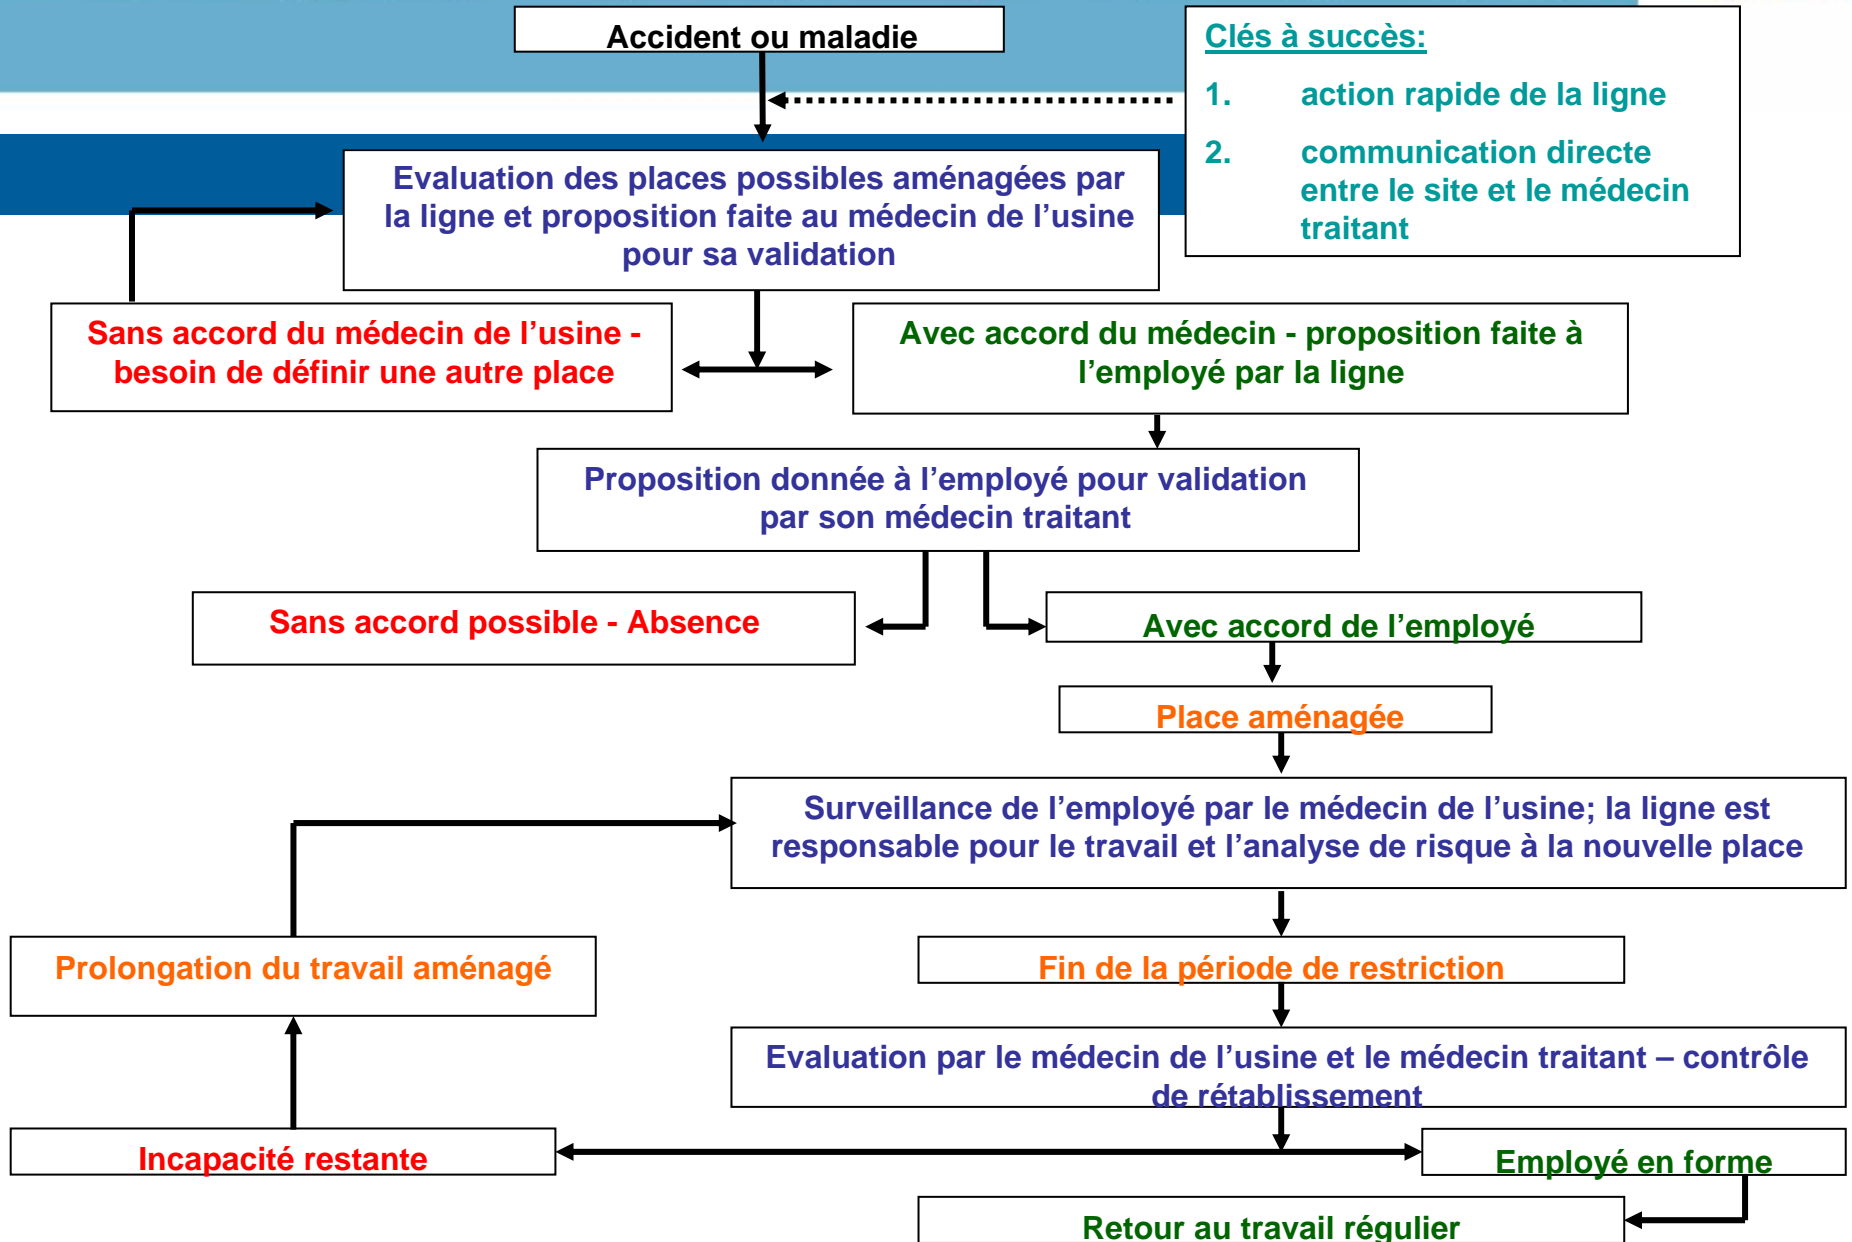 Accident ou maladie
Clés à succès:
1. action rapide de la ligne
2. communication directe
entre le site et le médecin
traitant
Evaluation des places possibles aménagées par
la ligne et proposition faite au médecin de l’usine
pour sa validation
Sans accord du médecin de l’usine -
besoin de définir une autre place
Avec accord du médecin - proposition faite à
l’employé par la ligne
Proposition donnée à l’employé pour validation
par son médecin traitant
Sans accord possible - Absence
Avec accord de l’employé
Place aménagée
Surveillance de l’employé par le médecin de l’usine; la ligne est
responsable pour le travail et l’analyse de risque à la nouvelle place
Prolongation du travail aménagé
Fin de la période de restriction
Evaluation par le médecin de l’usine et le médecin traitant – contrôle
de rétablissement
Incapacité restante
Employé en forme
Retour au travail régulier